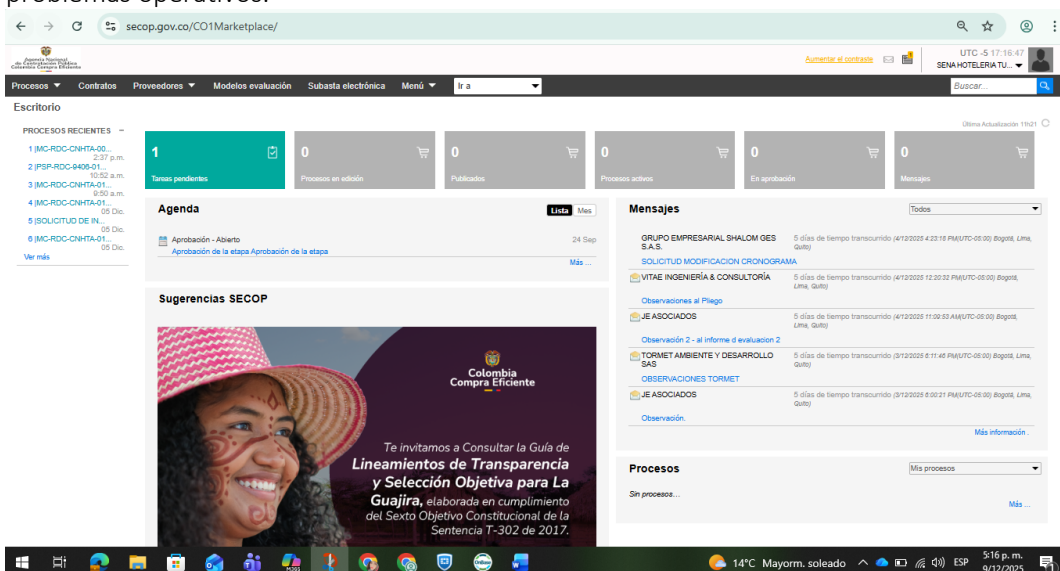 problemas operativos.
secop.gov.co/CO1Marketplace/
Agencia Nacional
de Contratación Pública
Colombia Compra Eficiente
Aumentar el contraste
UTC -5 17:16:47
SENA HOTELERIA TU...
Procesos Contratos Proveedores Modelos evaluación Subasta electrónica Menú Ir a Buscar...
Escritorio
Última Actualización 11h21
PROCESOS RECIENTES –
1 |MC-RDC-CNHTA-00...
2:37 p.m.
2 |PSP-RDC-9406-01...
10:52 a.m.
3 |MC-RDC-CNHTA-01...
9:50 a.m.
4 |MC-RDC-CNHTA-01...
05 Dic.
5 |SOLICITUD DE IN...
05 Dic.
6 |MC-RDC-CNHTA-01...
05 Dic.
Ver más
1
Tareas pendientes
0
Procesos en edición
0
Publicados
0
Procesos activos
0
En aprobación
0
Mensajes
Agenda
Lista Mes
Aprobación - Abierto 24 Sep
Aprobación de la etapa Aprobación de la etapa
Más ...
Sugerencias SECOP
Colombia
Compra Eficiente
Te invitamos a Consultar la Guía de
Lineamientos de Transparencia
y Selección Objetiva para La
Guajira, elaborada en cumplimiento
del Sexto Objetivo Constitucional de la
Sentencia T-302 de 2017.
Mensajes
Todos
GRUPO EMPRESARIAL SHALOM GES S.A.S.
5 días de tiempo transcurrido (4/12/2025 4:23:18 PM(UTC-05:00) Bogotá, Lima, Quito)
SOLICITUD MODIFICACION CRONOGRAMA
VITAE INGENIERÍA & CONSULTORÍA
5 días de tiempo transcurrido (4/12/2025 12:20:32 PM(UTC-05:00) Bogotá, Lima, Quito)
Observaciones al Pliego
JE ASOCIADOS
5 días de tiempo transcurrido (4/12/2025 11:09:53 AM(UTC-05:00) Bogotá, Lima, Quito)
Observación 2 - al informe d evaluacion 2
TORMET AMBIENTE Y DESARROLLO SAS
5 días de tiempo transcurrido (3/12/2025 8:11:46 PM(UTC-05:00) Bogotá, Lima, Quito)
OBSERVACIONES TORMET
JE ASOCIADOS
5 días de tiempo transcurrido (3/12/2025 6:00:21 PM(UTC-05:00) Bogotá, Lima, Quito)
Observación.
Más información .
Procesos
Mis procesos
Sin procesos...
Más ...
14°C Mayorm. soleado
ESP
5:16 p. m.
9/12/2025